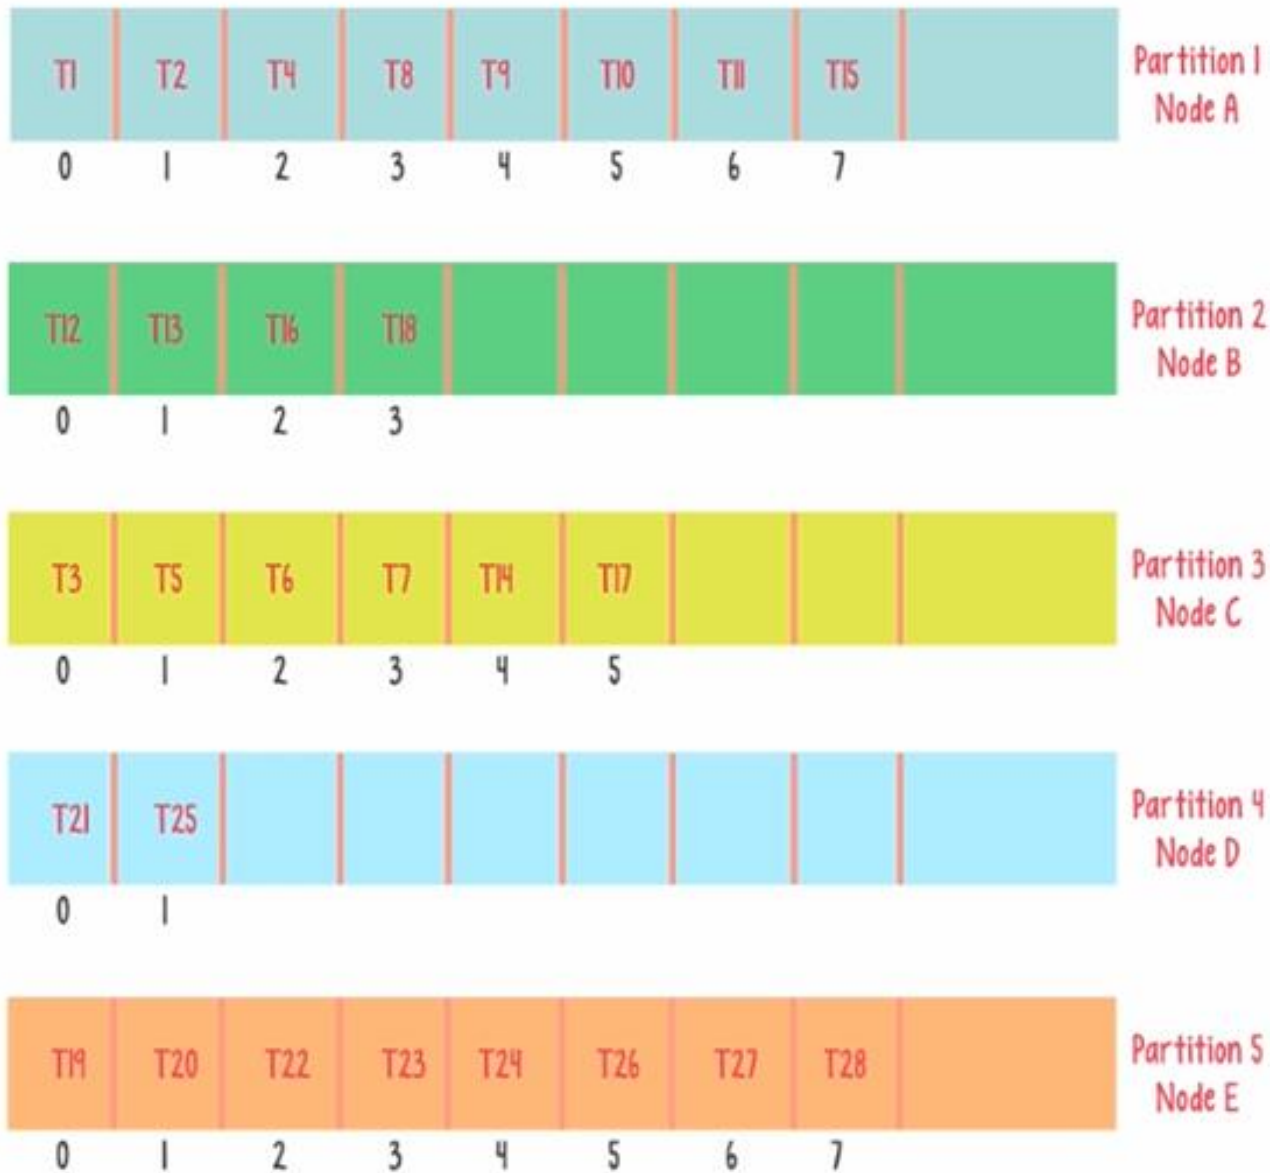 T1 T2 T4 T8 T9 T10 T11 T15
Partition 1
Node A
0 1 2 3 4 5 6 7
T12 T13 T16 T18
Partition 2
Node B
0 1 2 3
T3 T5 T6 T7 T14 T17
Partition 3
Node C
0 1 2 3 4 5
T21 T25
Partition 4
Node D
0 1
T19 T20 T22 T23 T24 T26 T27 T28
Partition 5
Node E
0 1 2 3 4 5 6 7